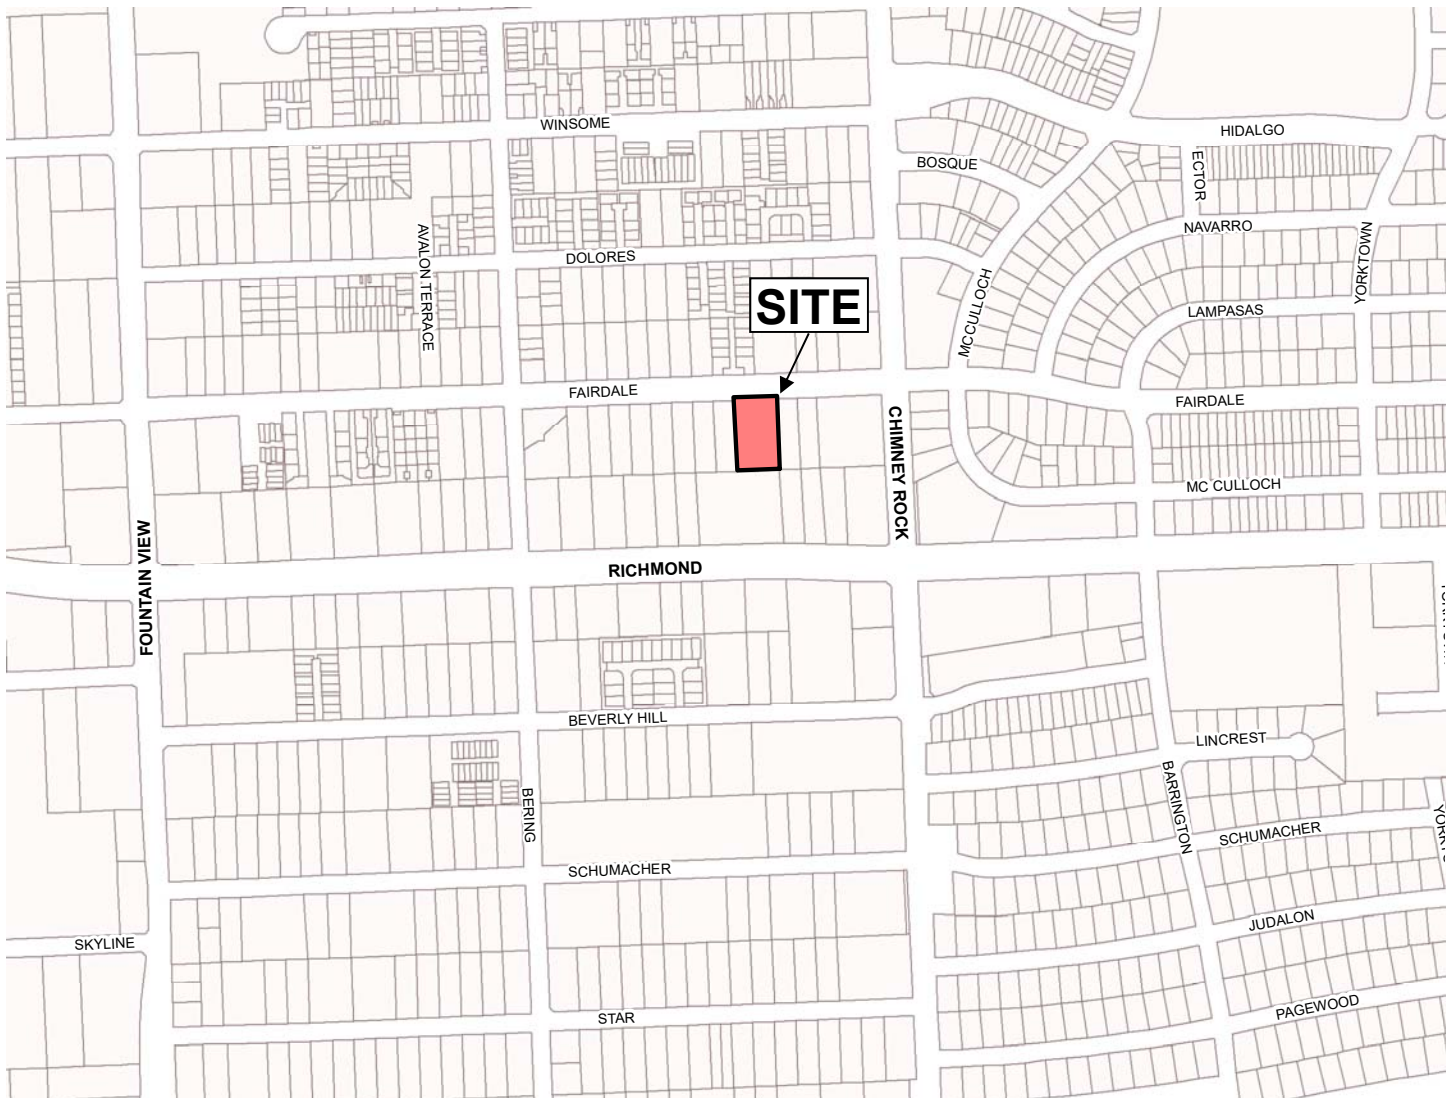 WINSOME
HIDALGO
BOSQUE
ECTOR
NAVARRO
AVALON TERRACE
DOLORES
YORKTOWN
SITE
MCCULLOCH
LAMPASAS
FAIRDALE
FAIRDALE
CHIMNEY ROCK
MC CULLOCH
FOUNTAIN VIEW
RICHMOND
BEVERLY HILL
LINCREST
BERING
BARRINGTON
SCHUMACHER
SCHUMACHER
SKYLINE
JUDALON
STAR
PAGEWOOD